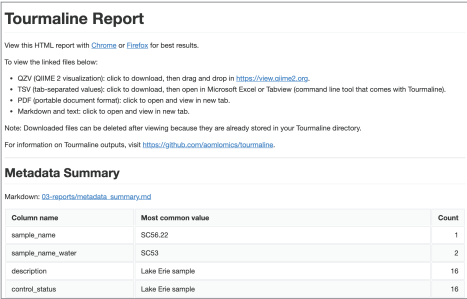 Tourmaline Report
View this HTML report with Chrome or Firefox for best results.
To view the linked files below:
• QZV (QIIME 2 visualization): click to download, then drag and drop in https://view.qiime2.org.
• TSV (tab-separated values): click to download, then open in Microsoft Excel or Tabview (command line tool that comes with Tourmaline).
• PDF (portable document format): click to open and view in new tab.
• Markdown and text: click to open and view in new tab.
Note: Downloaded files can be deleted after viewing because they are already stored in your Tourmaline directory.
For information on Tourmaline outputs, visit https://github.com/aomlomics/tourmaline.
Metadata Summary
Markdown: 03-reports/metadata_summary.md
Column name Most common value Count
sample_name SC56.22 1
sample_name_water SC53 2
description Lake Erie sample 16
control_status Lake Erie sample 16